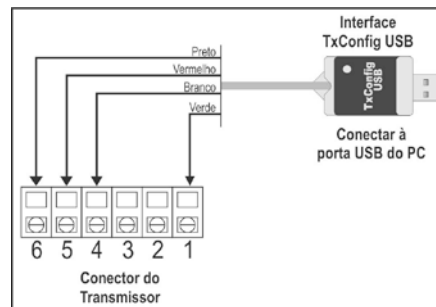 Interface
TxConfig USB
Preto
Vermelho
Branco
Verde
TxConfig
USB
Conectar à
porta USB do PC
6 5 4 3 2 1
Conector do
Transmissor